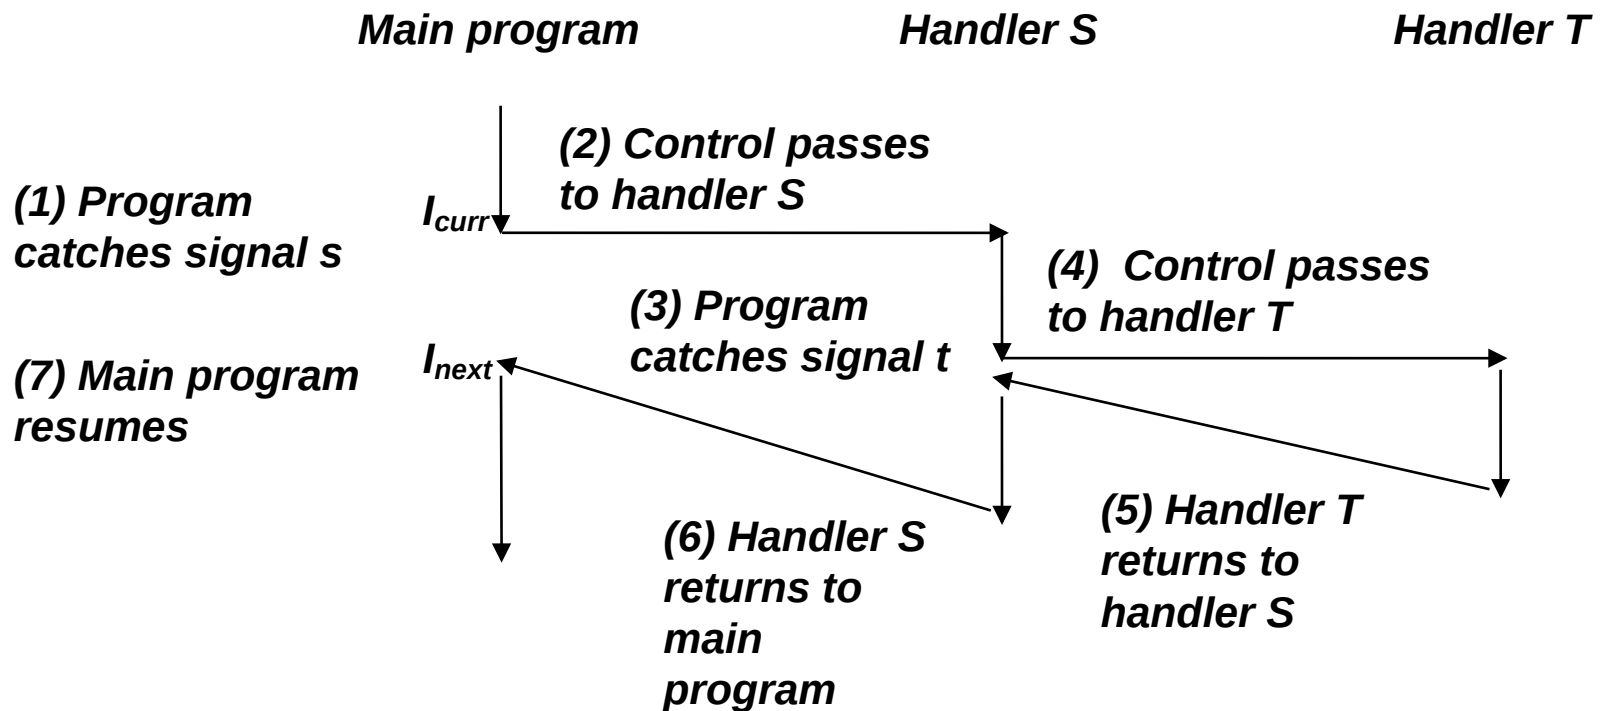 Main program
Handler S
Handler T
(2) Control passes
to handler S
(1) Program
catches signal s
Icurr
(4) Control passes
to handler T
(3) Program
catches signal t
Inext
(7) Main program
resumes
(5) Handler T
returns to
handler S
(6) Handler S
returns to
main
program